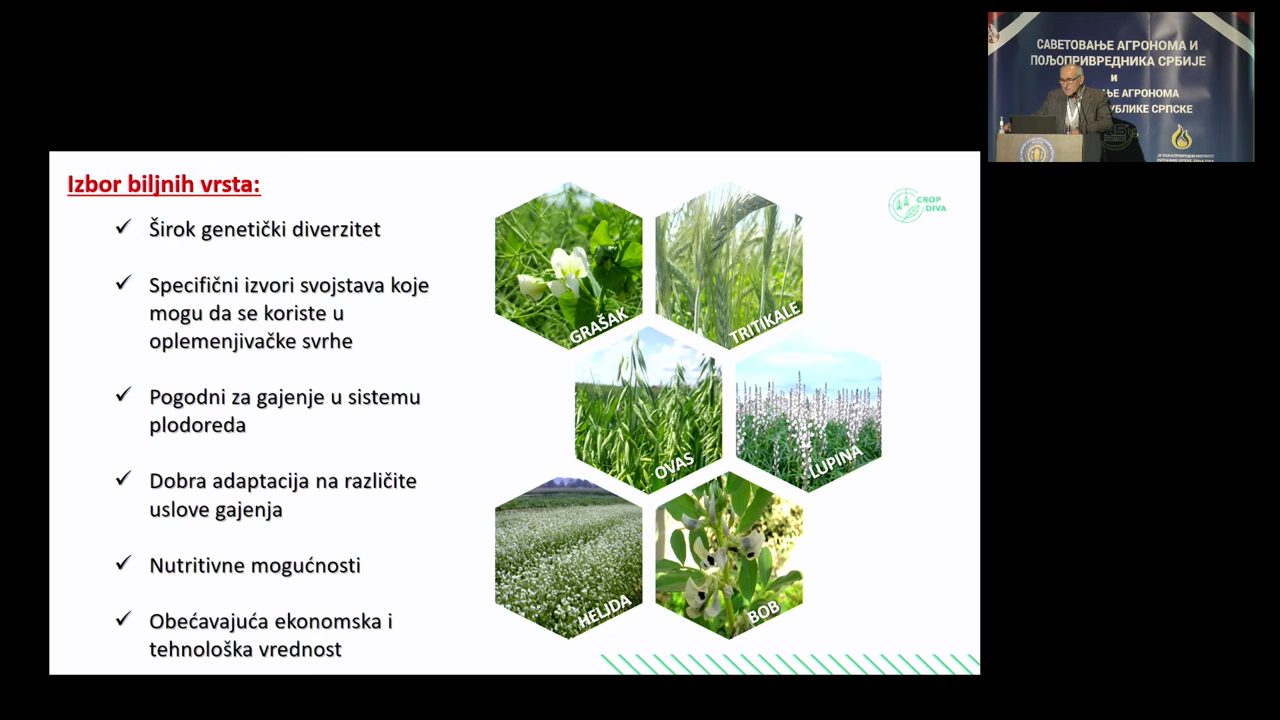 САВЕТОВАЊЕ АГРОНОМА И
ПОЉОПРИВРЕДНИКА СРБИЈЕ
и
АГРОНОМА
СРПСКЕ
Izbor biljnih vrsta:
✓ Širok genetički diverzitet
✓ Specifični izvori svojstava koje
mogu da se koriste u
oplemenjivačke svrhe
✓ Pogodni za gajenje u sistemu
plodoreda
✓ Dobra adaptacija na različite
uslove gajenja
✓ Nutritivne mogućnosti
✓ Obećavajuća ekonomska i
tehnološka vrednost
CROP
DIVA
GRAŠAK
TRITIKALE
OVAS
LUPINA
HELJDA
BOB